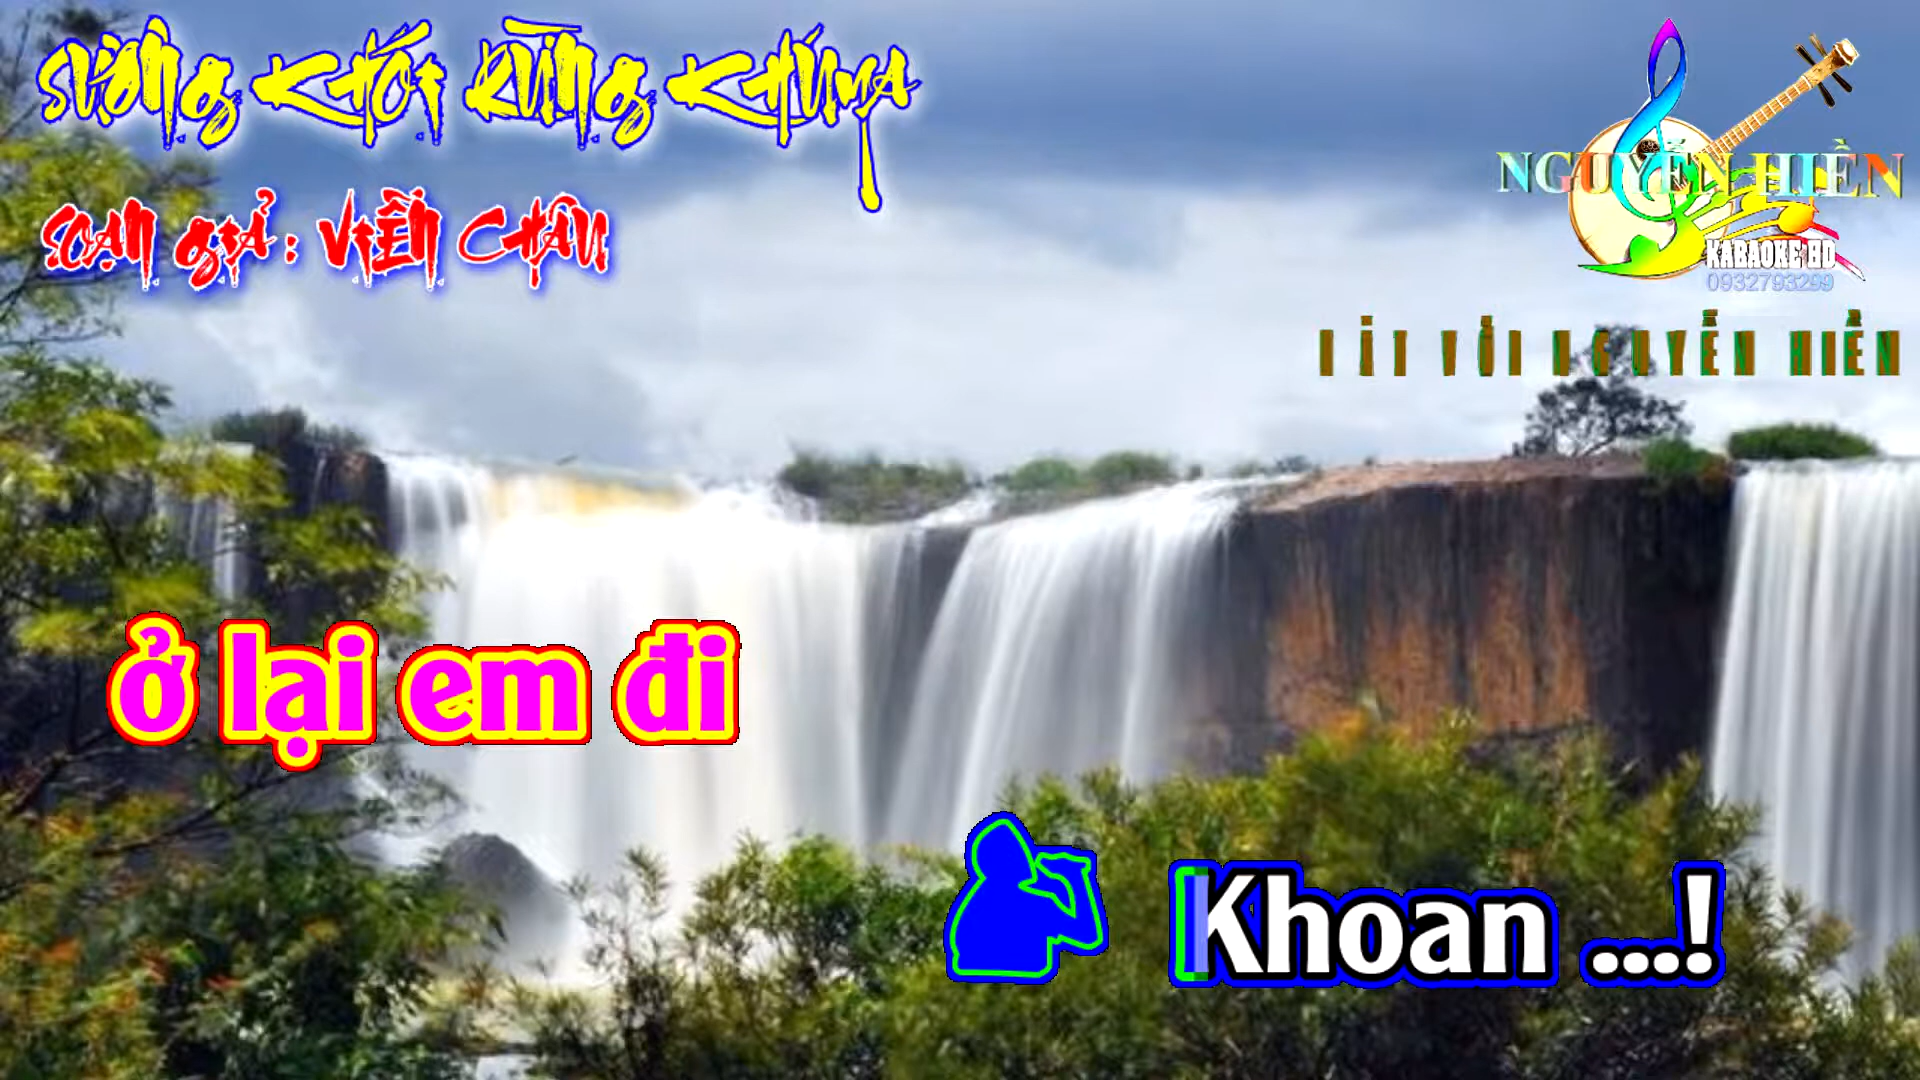 SƯƠNG KHÓI RỪNG KHUYA
SOẠN GIẢ : VIỄN CHÂU
NGUYỄN HIỀN
KARAOKE HD
0932793299
VỚI NGUYỄN HIỀN
ở lại em đi
Khoan ...!